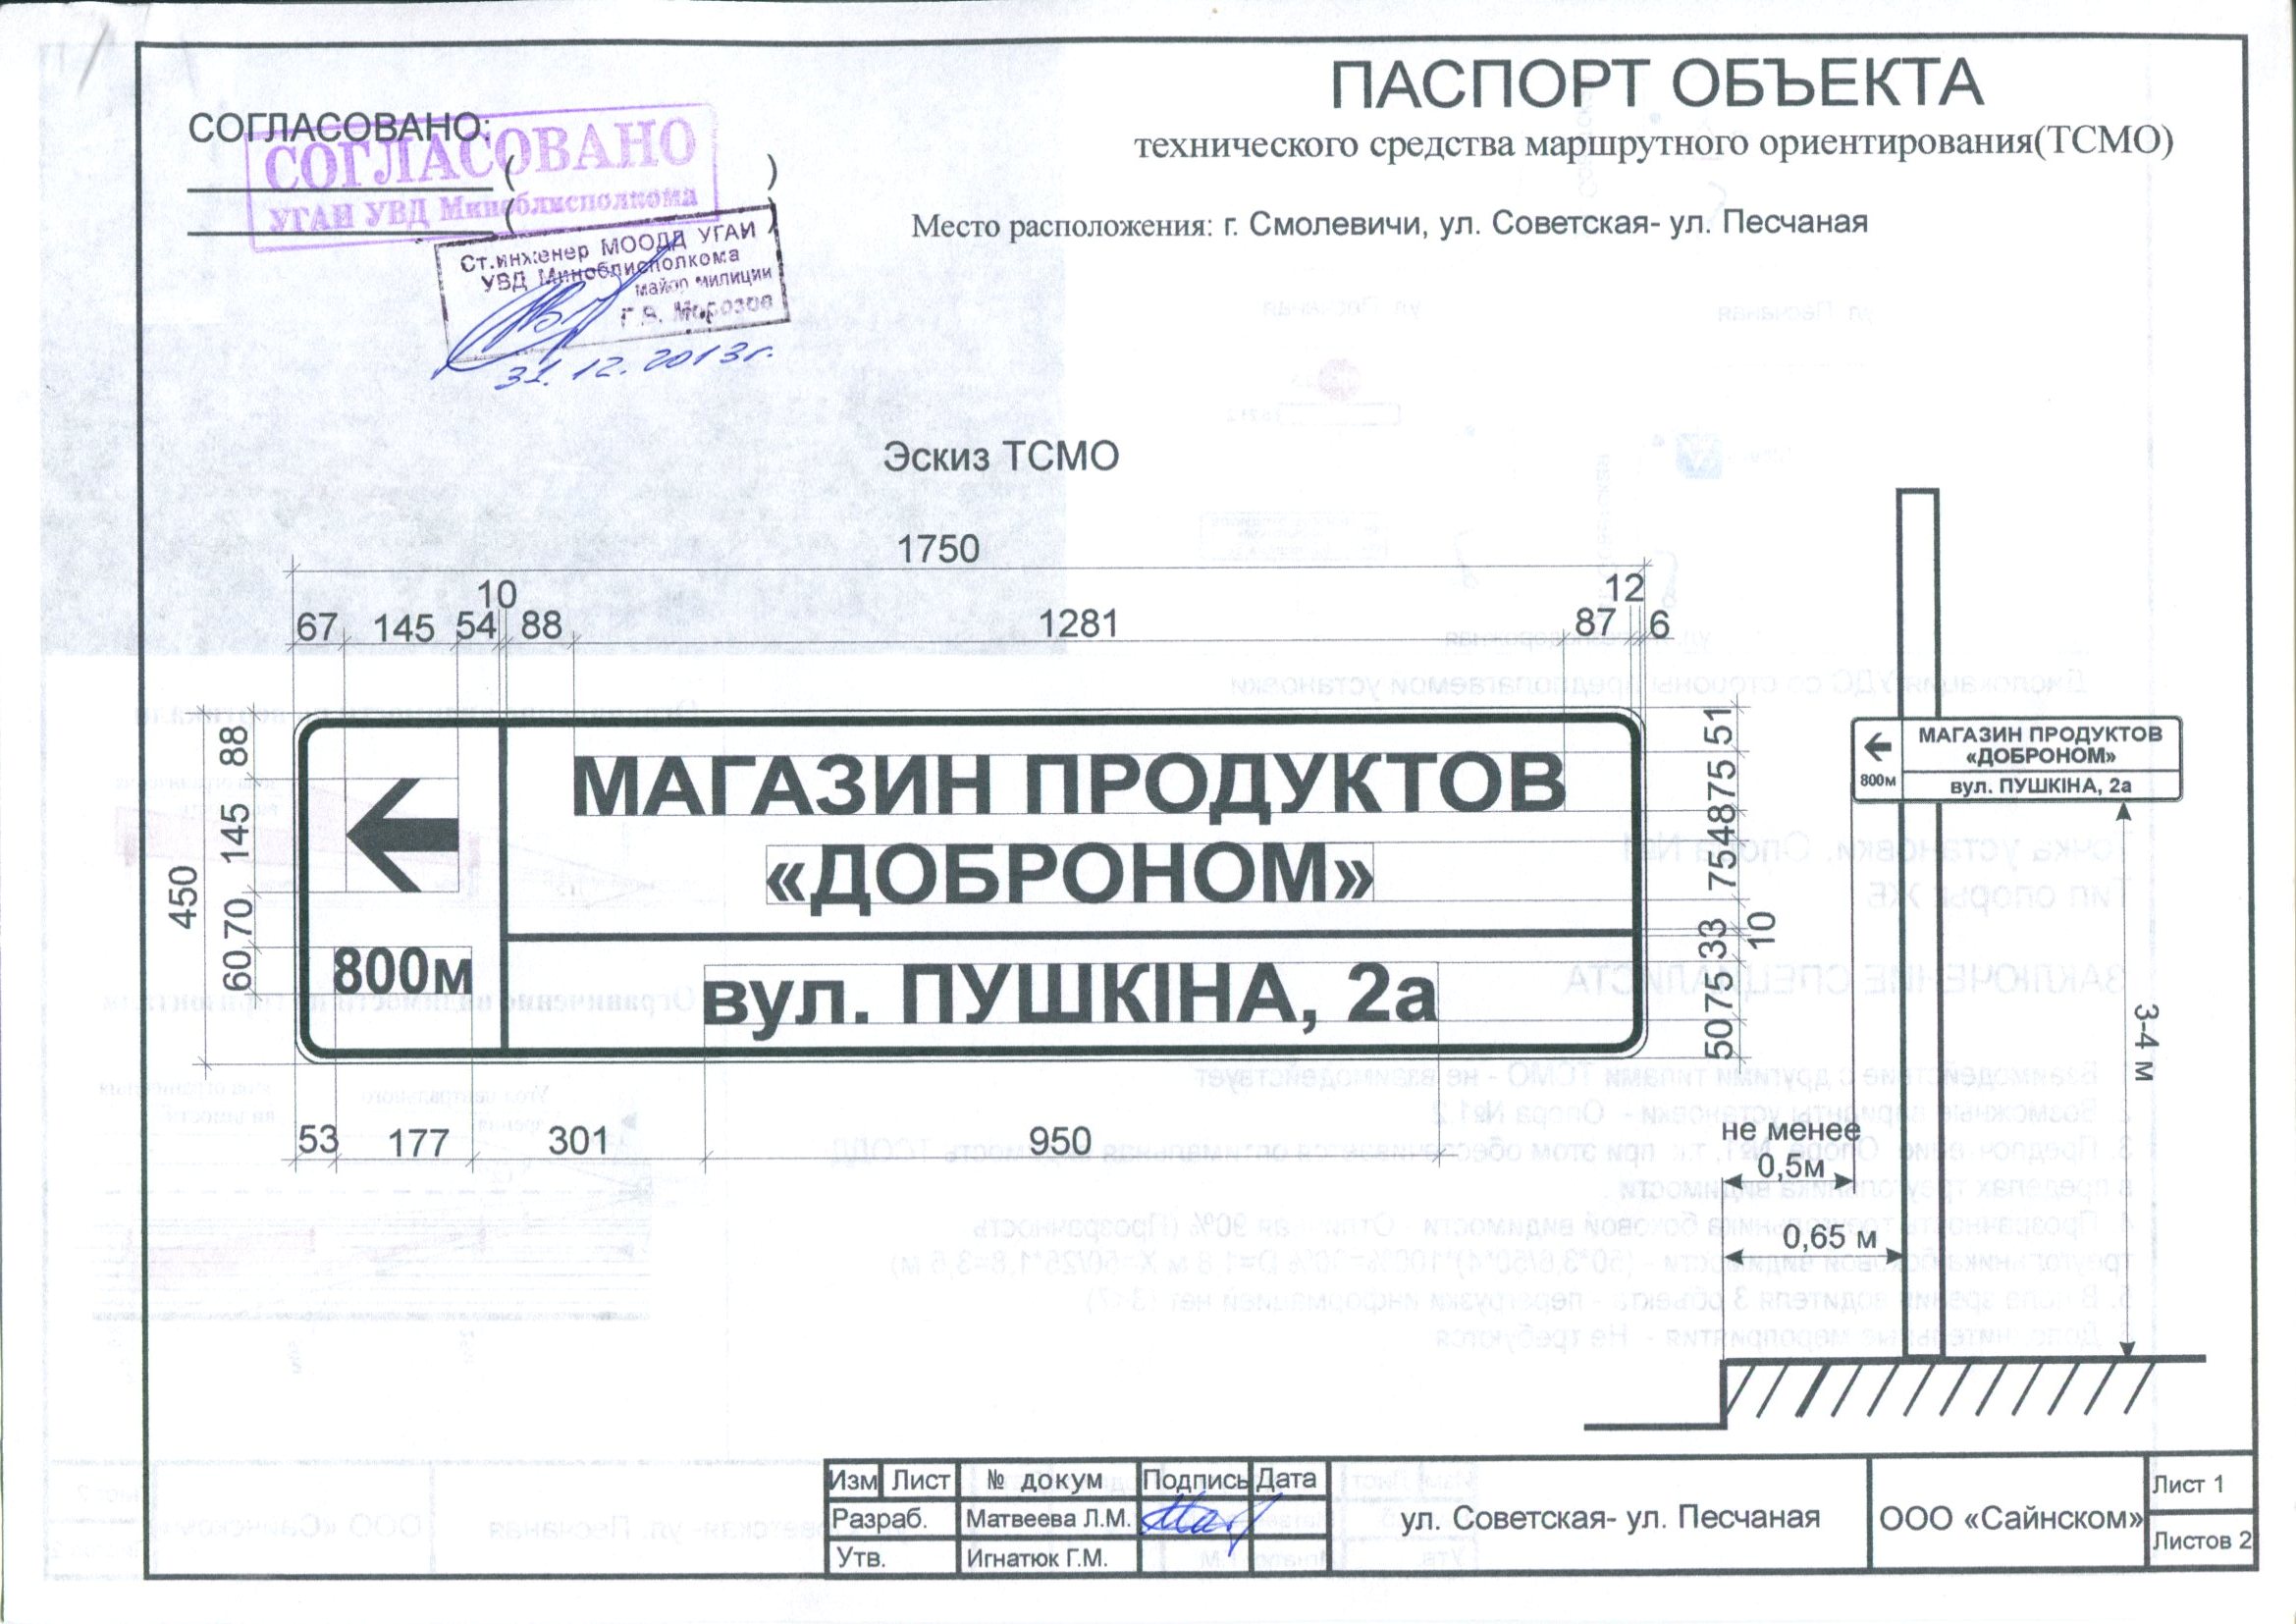 ПАСПОРТ ОБЪЕКТА
технического средства маршрутного ориентирования(ТСМО)
СОГЛАСОВАНО:
СОГЛАСОВАНО
УГАИ УВД Миноблисполкома
Ст.инженер МООДД УГАИ
УВД Миноблисполкома
майор милиции
Г.В. Морозов
31.12.2013г.
Место расположения: г. Смолевичи, ул. Советская- ул. Песчаная
Эскиз ТСМО
1750
10
12
67 145 54 88 1281 87 6
450
88
145
70
60
МАГАЗИН ПРОДУКТОВ
«ДОБРОНОМ»
800м
вул. ПУШКІНА, 2а
51
75
48
75
33
10
75
50
53 177 301 950
МАГАЗИН ПРОДУКТОВ
«ДОБРОНОМ»
800м
вул. ПУШКІНА, 2а
3-4 м
не менее
0,5м
0,65 м
Изм Лист № докум Подпись Дата
Разраб. Матвеева Л.М.
Утв. Игнатюк Г.М.
ул. Советская- ул. Песчаная
ООО «Сайнском»
Лист 1
Листов 2